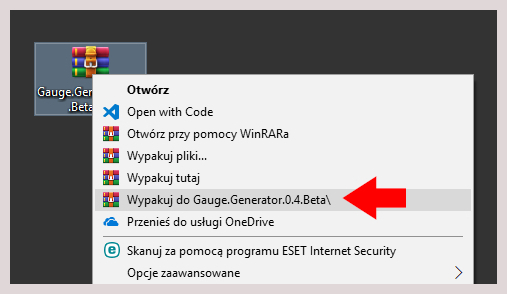 Gauge.Gen
.Beta
Otwórz
Open with Code
Otwórz przy pomocy WinRARa
Wypakuj pliki...
Wypakuj tutaj
Wypakuj do Gauge.Generator.0.4.Beta\
Przenieś do usługi OneDrive
Skanuj za pomocą programu ESET Internet Security
Opcje zaawansowane